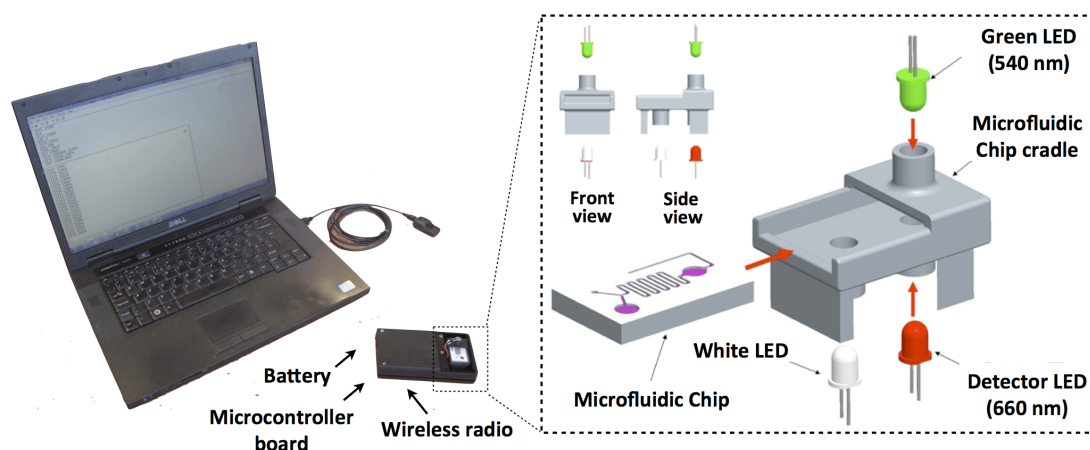 Green LED
(540 nm)
Microfluidic
Chip cradle
Front
view
Side
view
White LED
Detector LED
(660 nm)
Microfluidic Chip
Battery
Microcontroller
board
Wireless radio
DELL